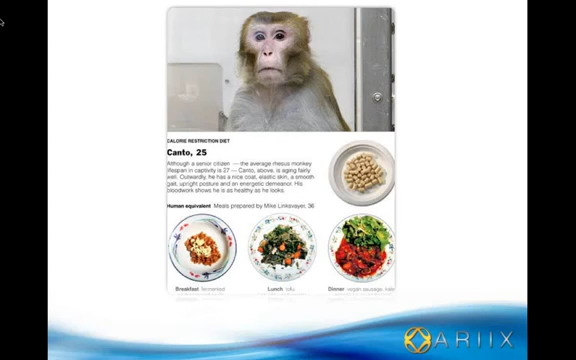 CALORIE RESTRICTION DIET
Canto, 25
Although a senior citizen — the average rhesus monkey
lifespan in captivity is 27 — Canto, above, is aging fairly
well. Outwardly, he has a nice coat, elastic skin, a smooth
gait, upright posture and an energetic demeanor. His
bloodwork shows he is as healthy as he looks.
Human equivalent Meals prepared by Mike Linksvayer, 36
Breakfast fermented
Lunch tofu,
Dinner vegan sausage, kale
ARIIX